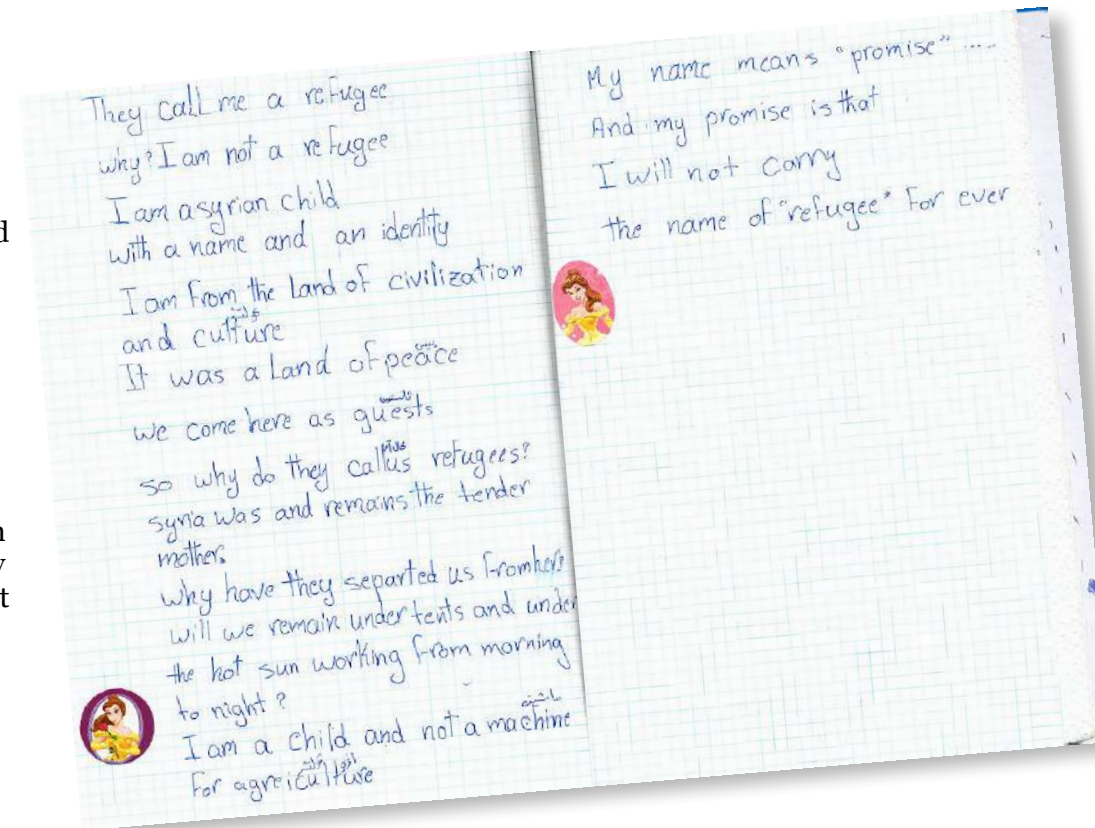 They call me a refugee
why? I am not a refugee
I am a syrian child
with a name and an identity
I am from the Land of civilization
and culture
It was a Land of peace
we come here as guests
so why do they call us refugees?
syria was and remains the tender
mother.
why have they separted us from her?
will we remain under tents and under
the hot sun working from morning
to night?
I am a child and not a machine
For agreiculture
My name means "promise" ....
And my promise is that
I will not carry
the name of "refugee" For ever